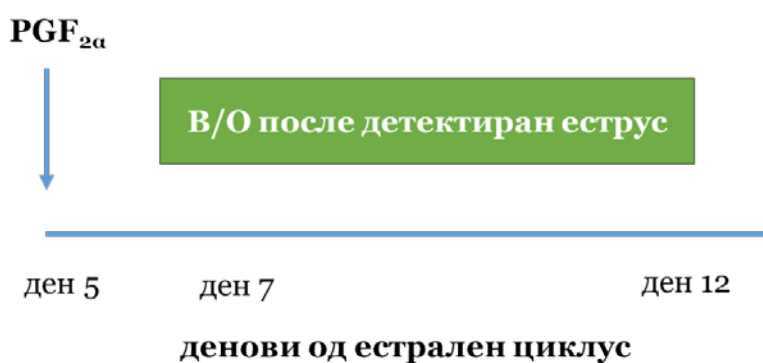 PGF2α
В/О после детектиран еструс
ден 5
ден 7
ден 12
денови од естрален циклус